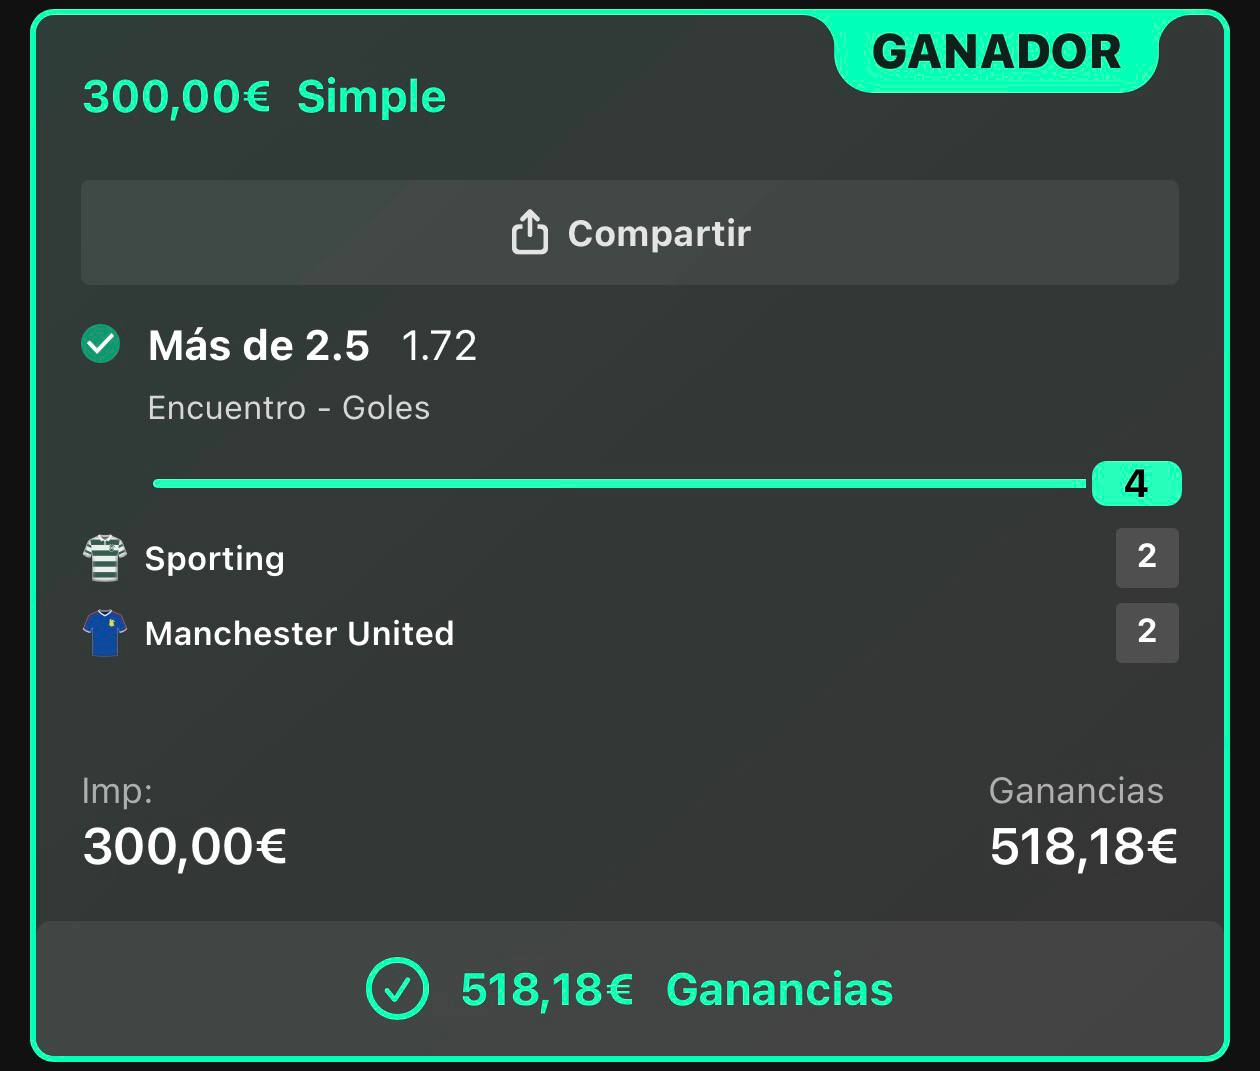 GANADOR
300,00€ Simple
Compartir
Más de 2.5 1.72
Encuentro - Goles
4
Sporting 2
Manchester United 2
Imp: Ganancias
300,00€ 518,18€
518,18€ Ganancias